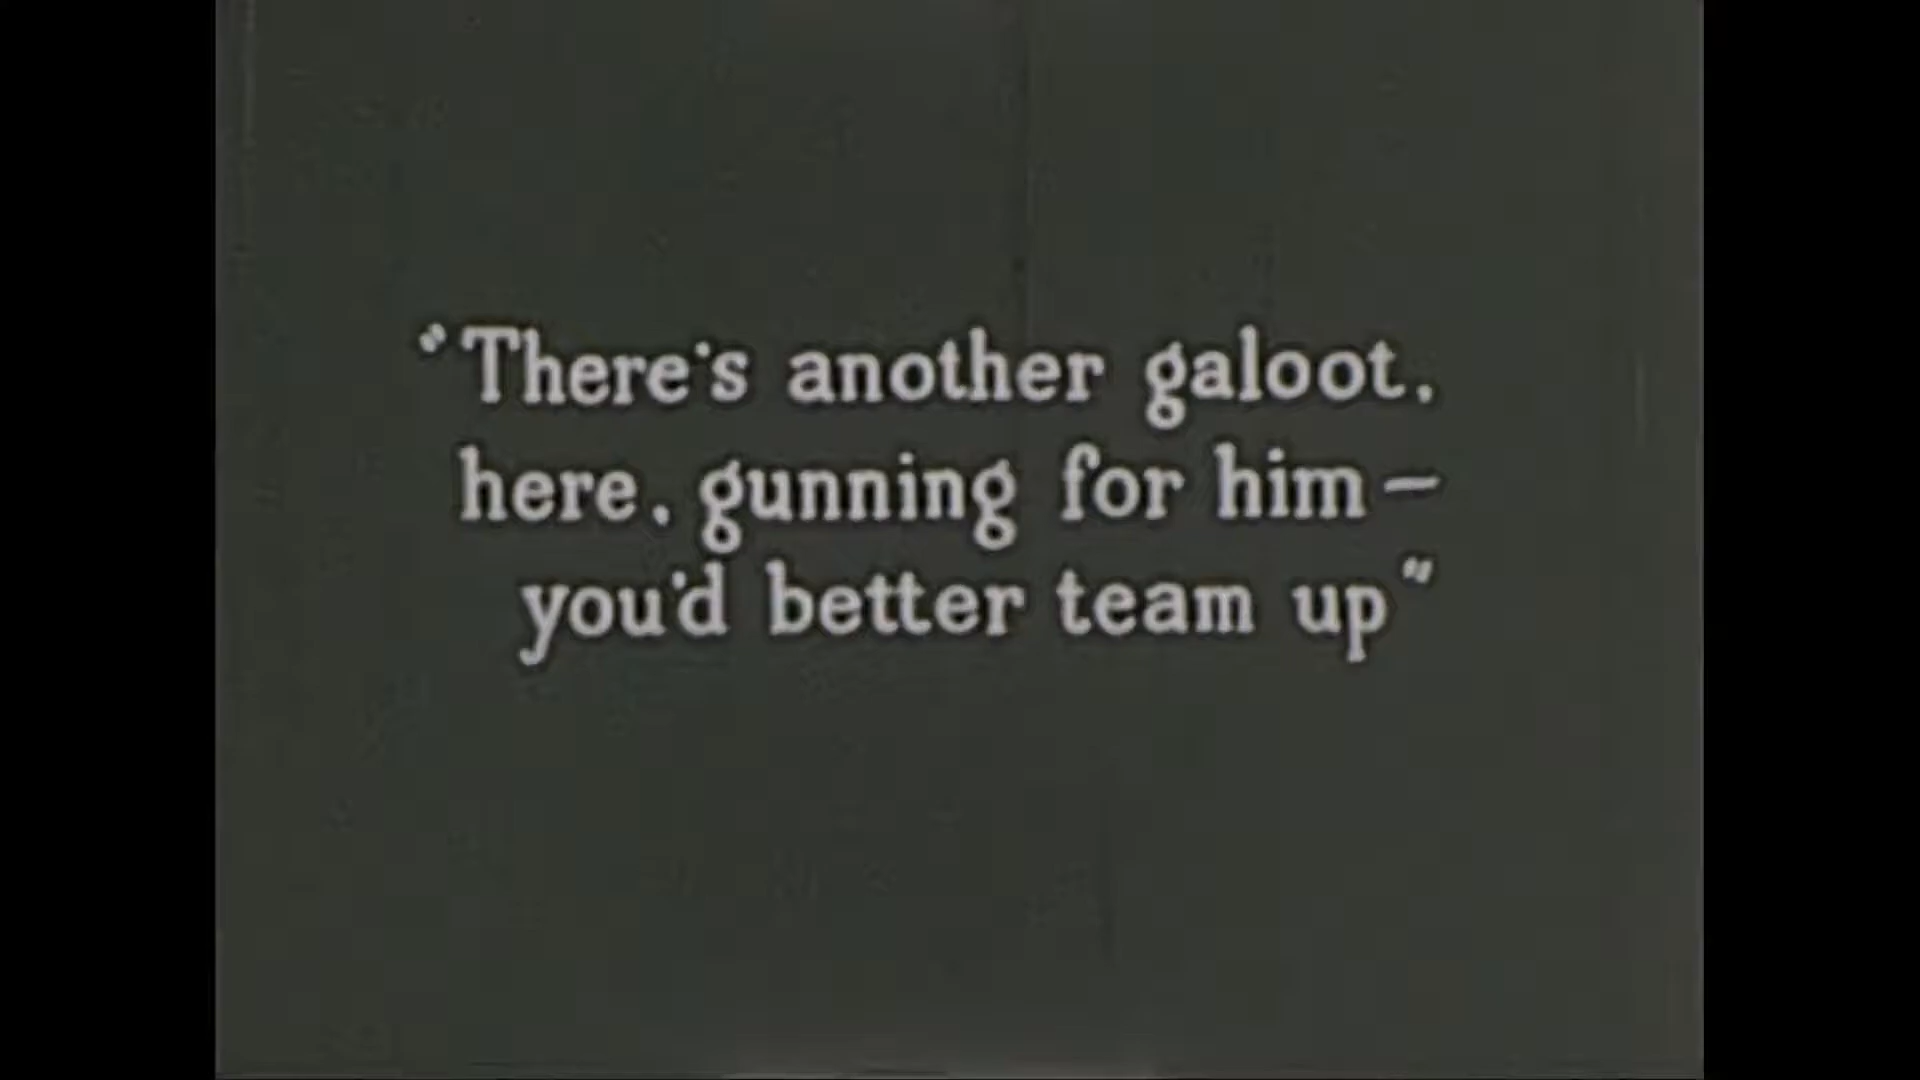 "There's another galoot,
here, gunning for him —
you'd better team up"